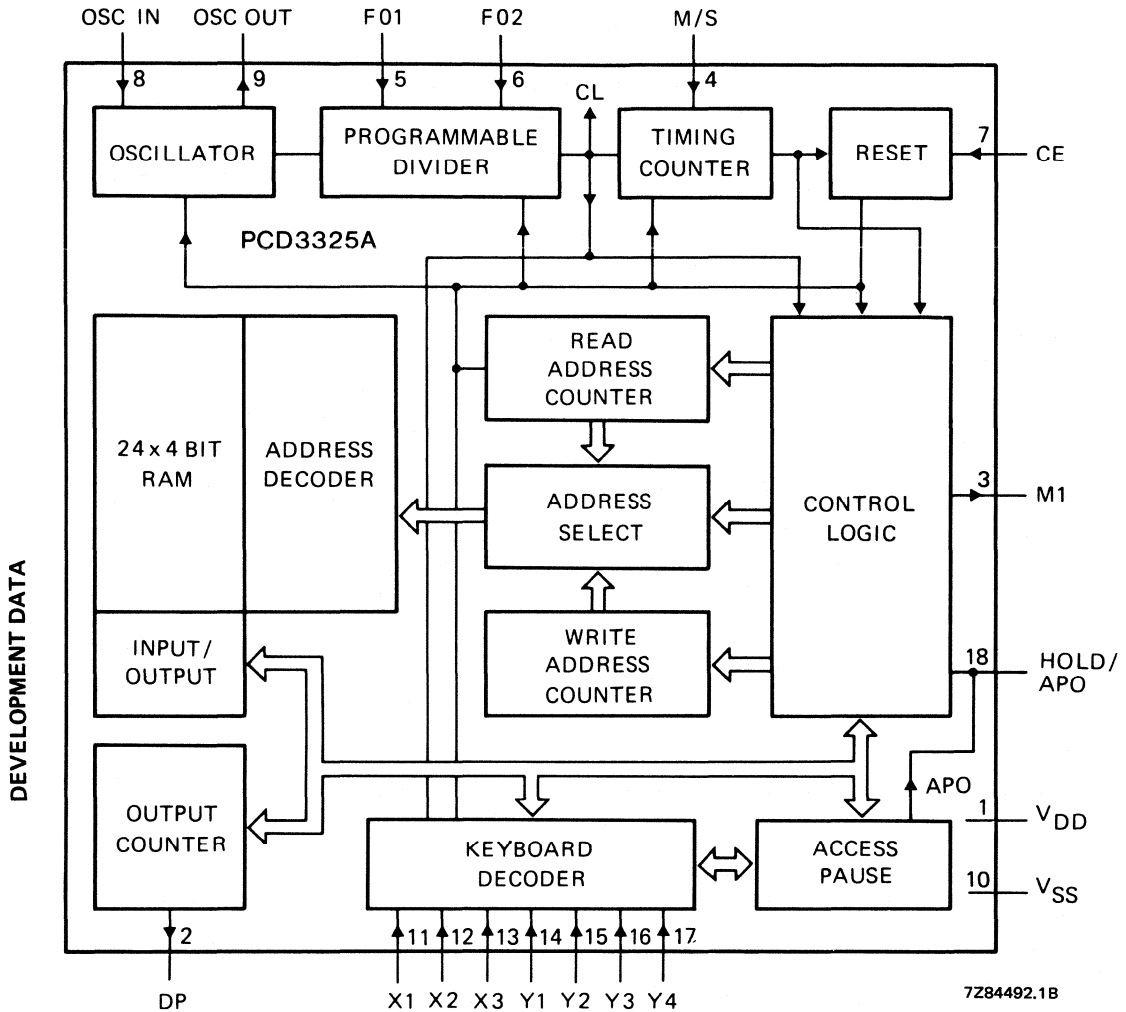 OSC IN OSC OUT F01 F02 M/S
8 9 5 6 4
CL
OSCILLATOR
PROGRAMMABLE
DIVIDER
TIMING
COUNTER
RESET
7
CE
PCD3325A
24 x 4 BIT
RAM
ADDRESS
DECODER
READ
ADDRESS
COUNTER
ADDRESS
SELECT
WRITE
ADDRESS
COUNTER
CONTROL
LOGIC
3
M1
18
HOLD/
APO
INPUT/
OUTPUT
OUTPUT
COUNTER
KEYBOARD
DECODER
ACCESS
PAUSE
APO
1
VDD
10
VSS
2
DP
11 12 13 14 15 16 17
X1 X2 X3 Y1 Y2 Y3 Y4
7Z84492.1B
DEVELOPMENT DATA